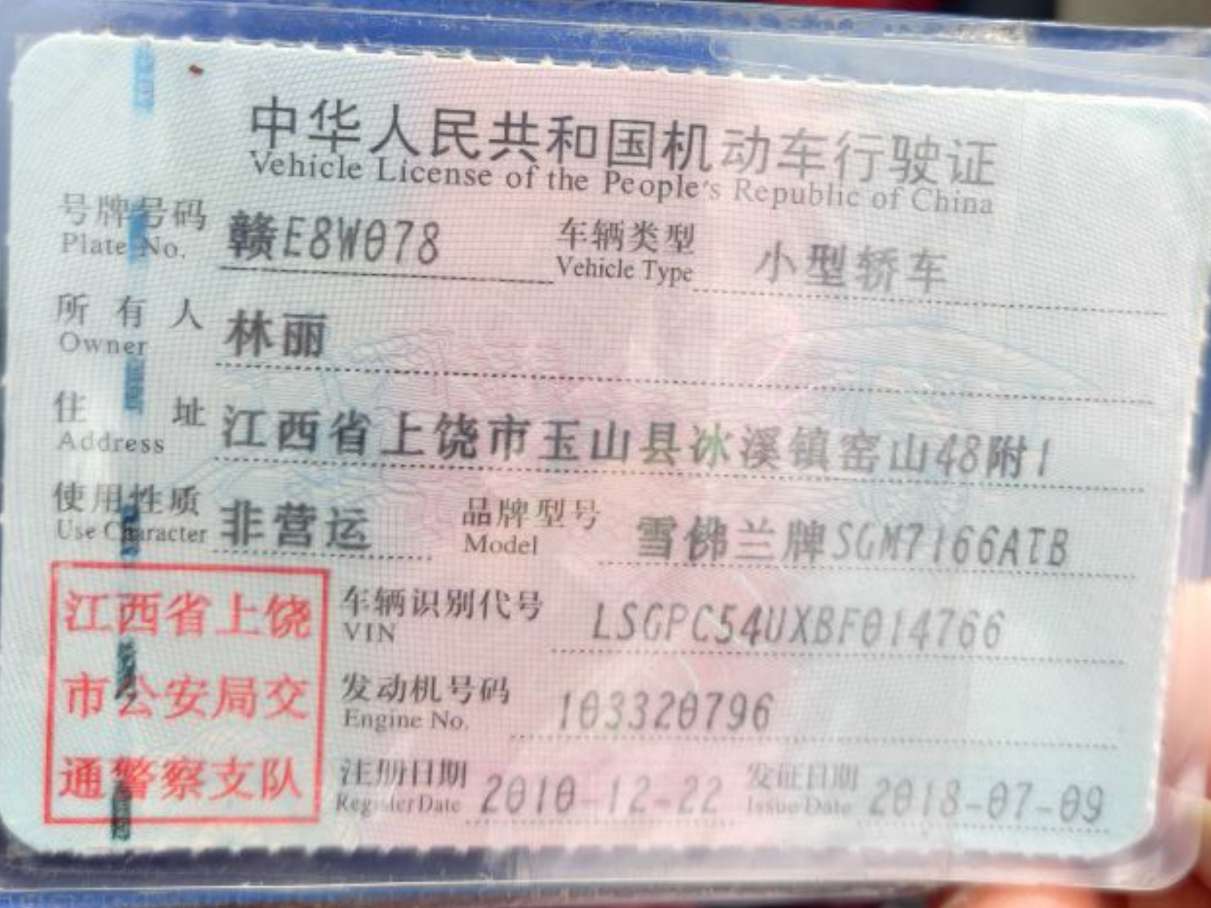 中华人民共和国机动车行驶证
Vehicle License of the People's Republic of China
号牌号码 赣E8W078 车辆类型 小型轿车
Plate No. Vehicle Type
所有人 林丽
Owner
住址 江西省上饶市玉山县冰溪镇窑山48附1
Address
使用性质 非营运 品牌型号 雪佛兰牌SGM7166ATB
Use Character Model
江西省上饶
市公安局交
通警察支队
车辆识别代号 LSGPC54UXBF014766
VIN
发动机号码 103320796
Engine No.
注册日期 2010-12-22 发证日期 2018-07-09
Register Date Issue Date